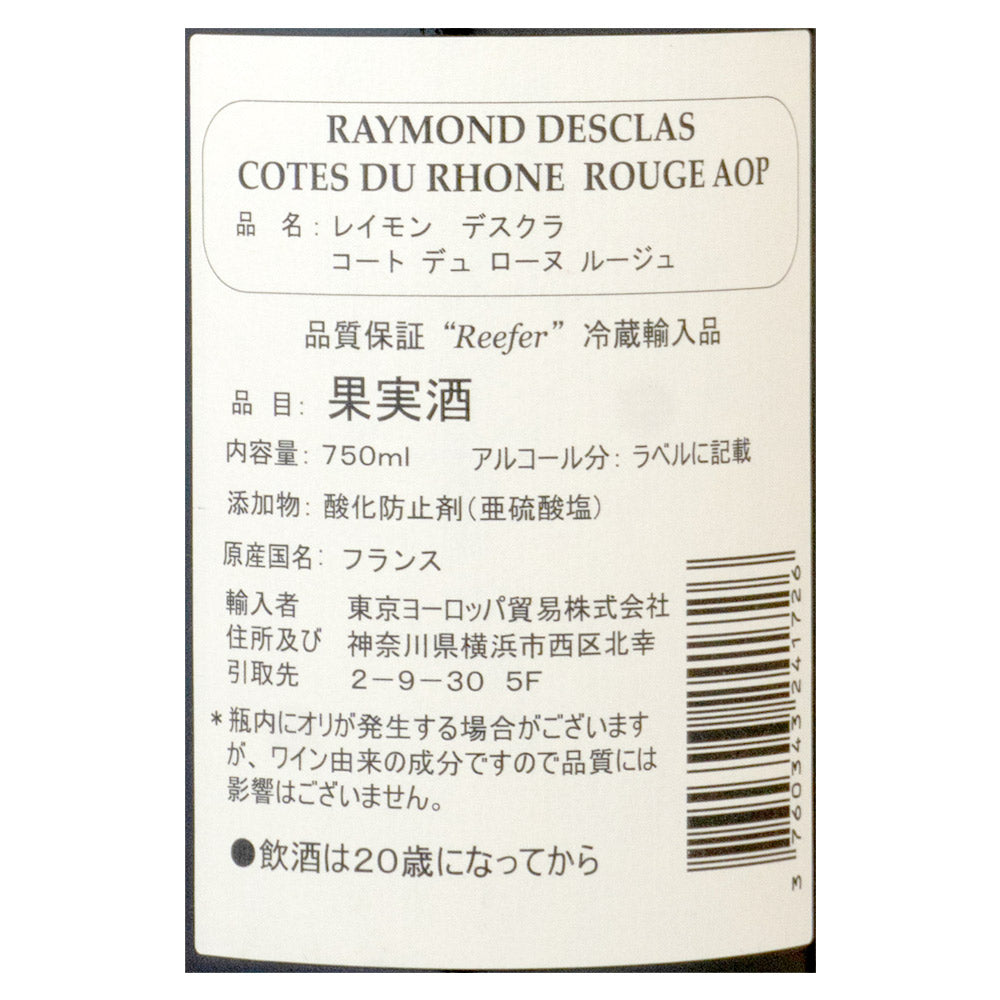 RAYMOND DESCLAS
COTES DU RHONE ROUGE AOP
品 名：レイモン デスクラ
コート デュ ローヌ ルージュ
品質保証 “Reefer” 冷蔵輸入品
品 目：果実酒
内容量：750ml アルコール分：ラベルに記載
添加物：酸化防止剤（亜硫酸塩）
原産国名：フランス
輸入者 東京ヨーロッパ貿易株式会社
住所及び 神奈川県横浜市西区北幸
引取先 2－9－30 5F
＊瓶内にオリが発生する場合がございます
が、ワイン由来の成分ですので品質には
影響はございません。
●飲酒は20歳になってから
3760343241726